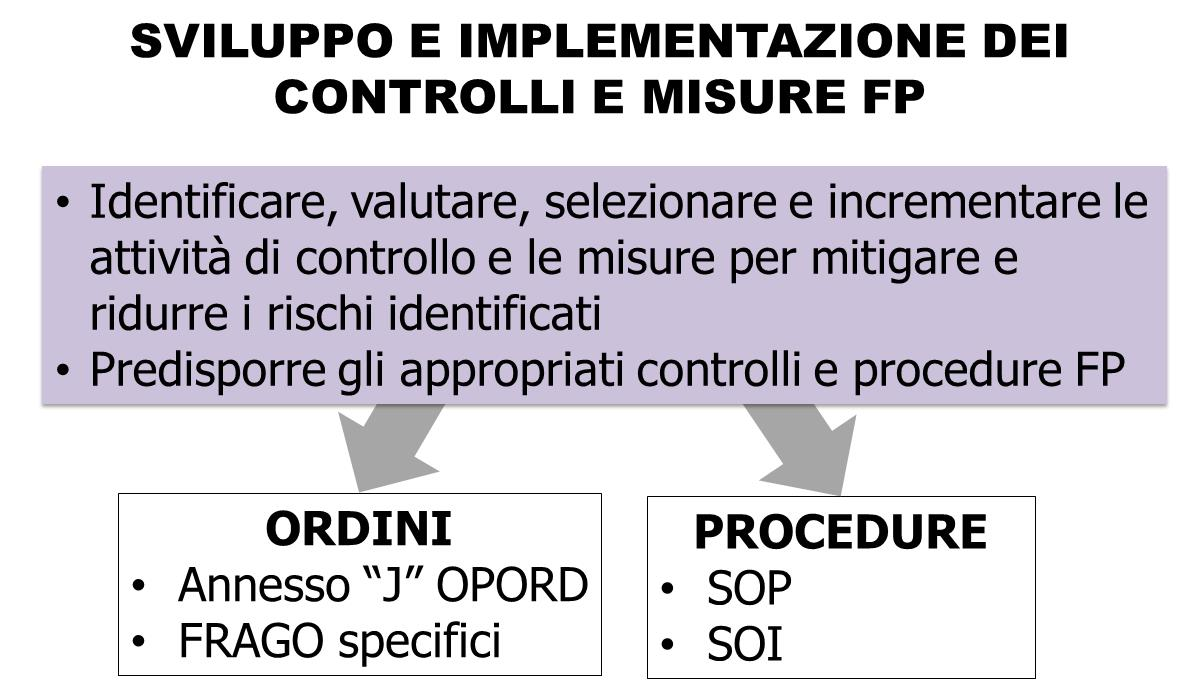 SVILUPPO E IMPLEMENTAZIONE DEI
CONTROLLI E MISURE FP
• Identificare, valutare, selezionare e incrementare le
attività di controllo e le misure per mitigare e
ridurre i rischi identificati
• Predisporre gli appropriati controlli e procedure FP
ORDINI
• Annesso “J” OPORD
• FRAGO specifici
PROCEDURE
• SOP
• SOI